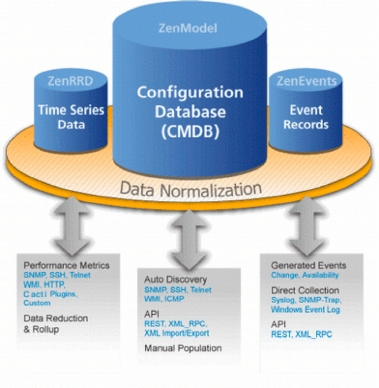 ZenModel
ZenRRD
ZenEvents
Configuration
Database
(CMDB)
Time Series
Data
Event
Records
Data Normalization
Performance Metrics
SNMP, SSH, Telnet
WMI, HTTP,
Cacti Plugins,
Custom
Data Reduction
& Rollup
Auto Discovery
SNMP, SSH, Telnet
WMI, ICMP
API
REST, XML_RPC,
XML Import/Export
Manual Population
Generated Events
Change, Availability
Direct Collection
Syslog, SNMP-Trap,
Windows Event Log
API
REST, XML_RPC